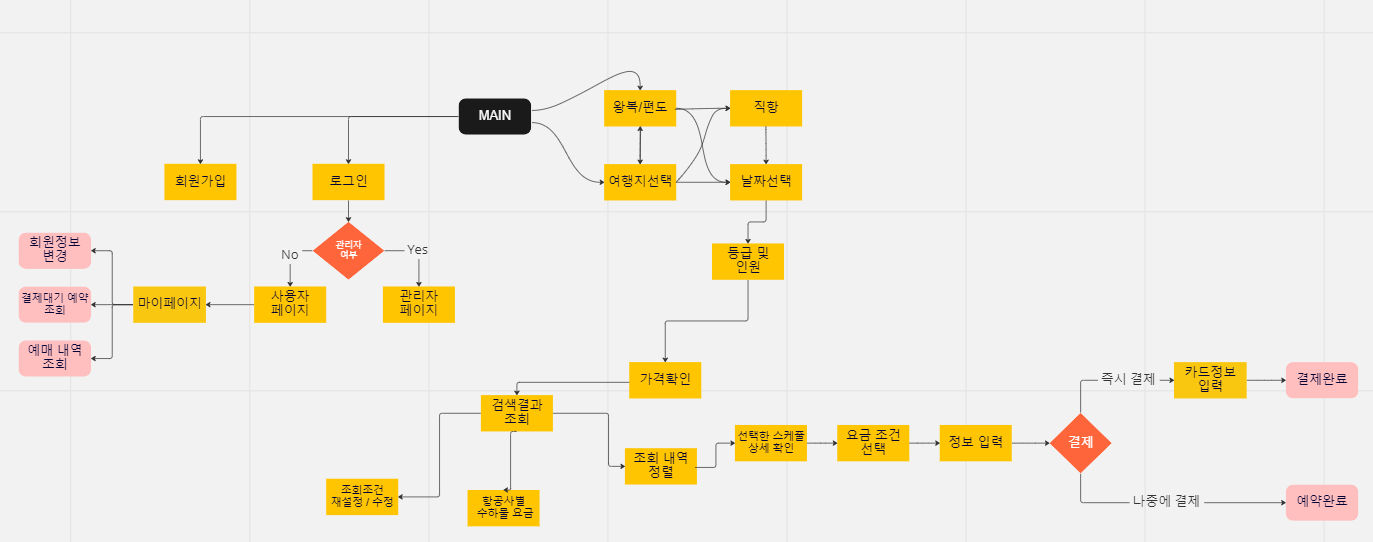 MAIN
왕복/편도
직항
회원가입
로그인
여행지선택
날짜선택
관리자
여부
No
Yes
회원정보
변경
등급 및
인원
결제대기 예약
조회
마이페이지
사용자
페이지
관리자
페이지
예매 내역
조회
가격확인
즉시 결제
카드정보
입력
결제완료
검색결과
조회
선택한 스케쭐
상세 확인
요금 조건
선택
정보 입력
결제
조회 내역
정렬
조회조건
재설정 / 수정
항공사별
수하물 요금
나중에 결제
예약완료